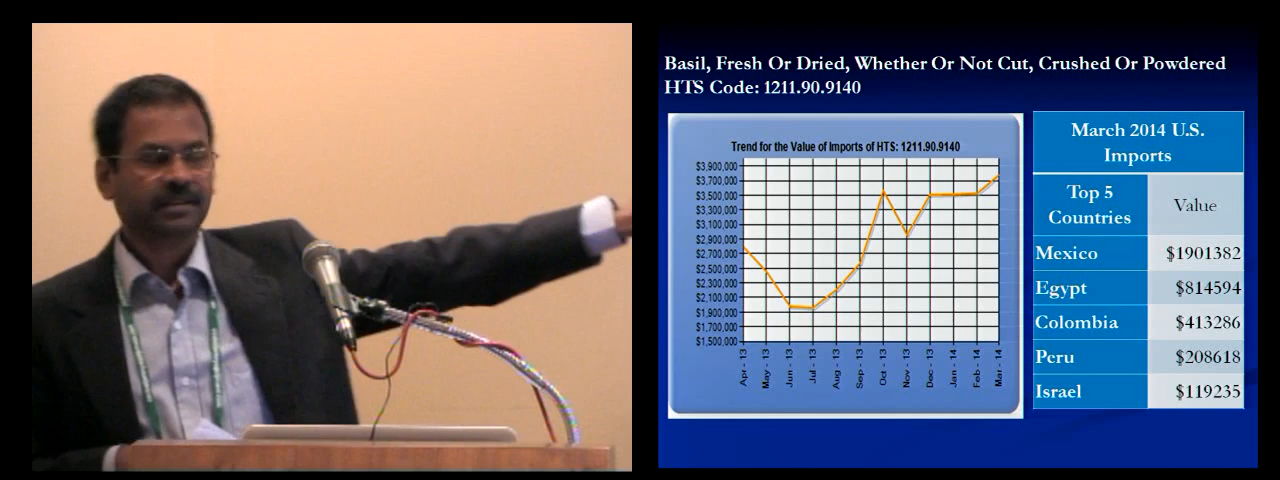 Basil, Fresh Or Dried, Whether Or Not Cut, Crushed Or Powdered
HTS Code: 1211.90.9140
Trend for the Value of Imports of HTS: 1211.90.9140
$3,900,000
$3,700,000
$3,500,000
$3,300,000
$3,100,000
$2,900,000
$2,700,000
$2,500,000
$2,300,000
$2,100,000
$1,900,000
$1,700,000
$1,500,000
Apr - 13
May - 13
Jun - 13
Jul - 13
Aug - 13
Sep - 13
Oct - 13
Nov - 13
Dec - 13
Jan - 14
Feb - 14
Mar - 14
March 2014 U.S.
Imports
Top 5
Countries
Value
Mexico $1901382
Egypt $814594
Colombia $413286
Peru $208618
Israel $119235